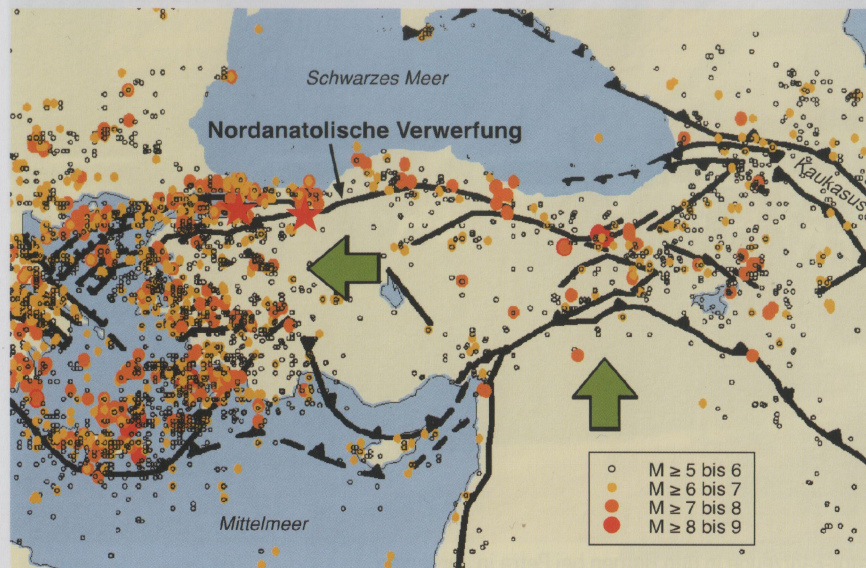 Schwarzes Meer
Nordanatolische Verwerfung
Kaukasus
Mittelmeer
M ≥ 5 bis 6
M ≥ 6 bis 7
M ≥ 7 bis 8
M ≥ 8 bis 9